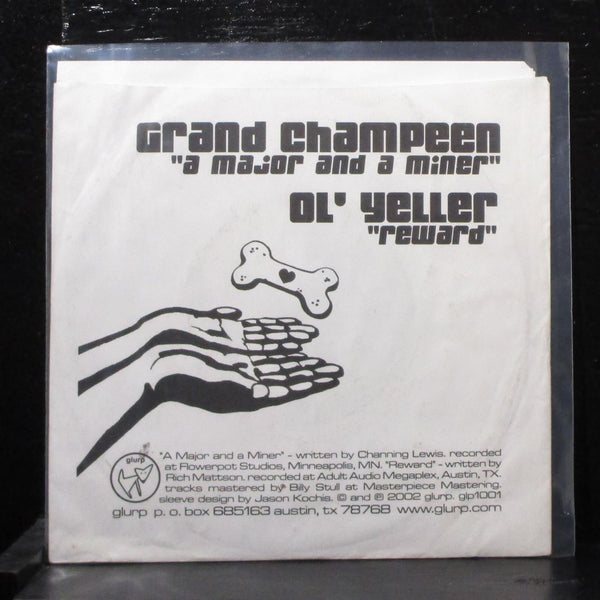 Grand Champeen
"a major and a miner"
OL' Yeller
"reward"
glurp
"A Major and a Miner" - written by Channing Lewis. recorded
at Flowerpot Studios, Minneapolis, MN. "Reward" - written by
Rich Mattson. recorded at Adult Audio Megaplex, Austin, TX.
tracks mastered by Billy Stull at Masterpiece Mastering.
sleeve design by Jason Kochis. © and ℗ 2002 glurp. glp1001
glurp p. o. box 685163 austin, tx 78768 www.glurp.com